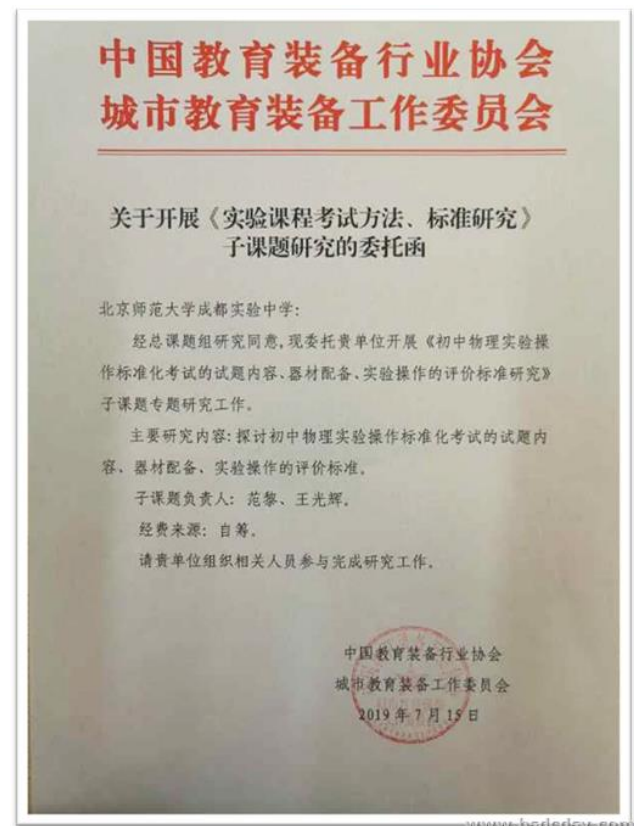 中国教育装备行业协会
城市教育装备工作委员会
关于开展《实验课程考试方法、标准研究》
子课题研究的委托函
北京师范大学成都实验中学:
经总课题组研究同意,现委托贵单位开展《初中物理实验操
作标准化考试的试题内容、器材配备、实验操作的评价标准研究》
子课题专题研究工作。
主要研究内容:探讨初中物理实验操作标准化考试的试题内
容、器材配备、实验操作的评价标准。
子课题负责人: 范黎、王光辉。
经费来源: 自筹。
请贵单位组织相关人员参与完成研究工作。
中国教育装备行业协会
城市教育装备工作委员会
2019 年 7 月 15 日